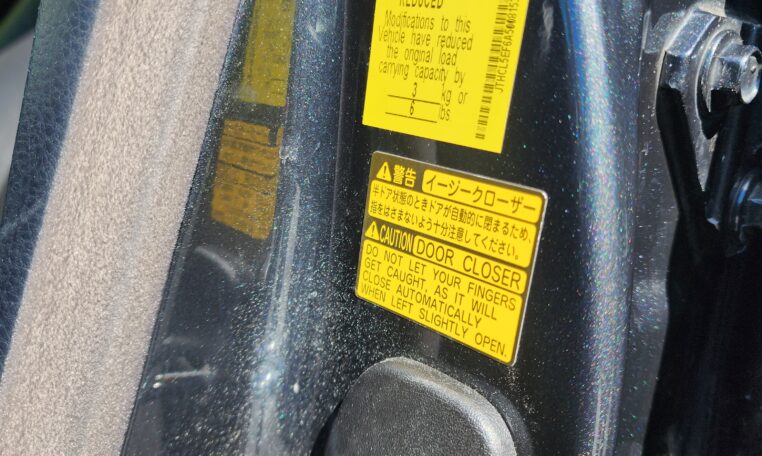 REDUCED
Modifications to this
Vehicle have reduced
the original load
carrying capacity by
3 kg or
6 lbs
警告 イージークローザー
半ドア状態のときドアが自動的に閉まるため、
指をはさまないよう十分注意してください。
CAUTION DOOR CLOSER
DO NOT LET YOUR FINGERS
GET CAUGHT, AS IT WILL
CLOSE AUTOMATICALLY
WHEN LEFT SLIGHTLY OPEN.